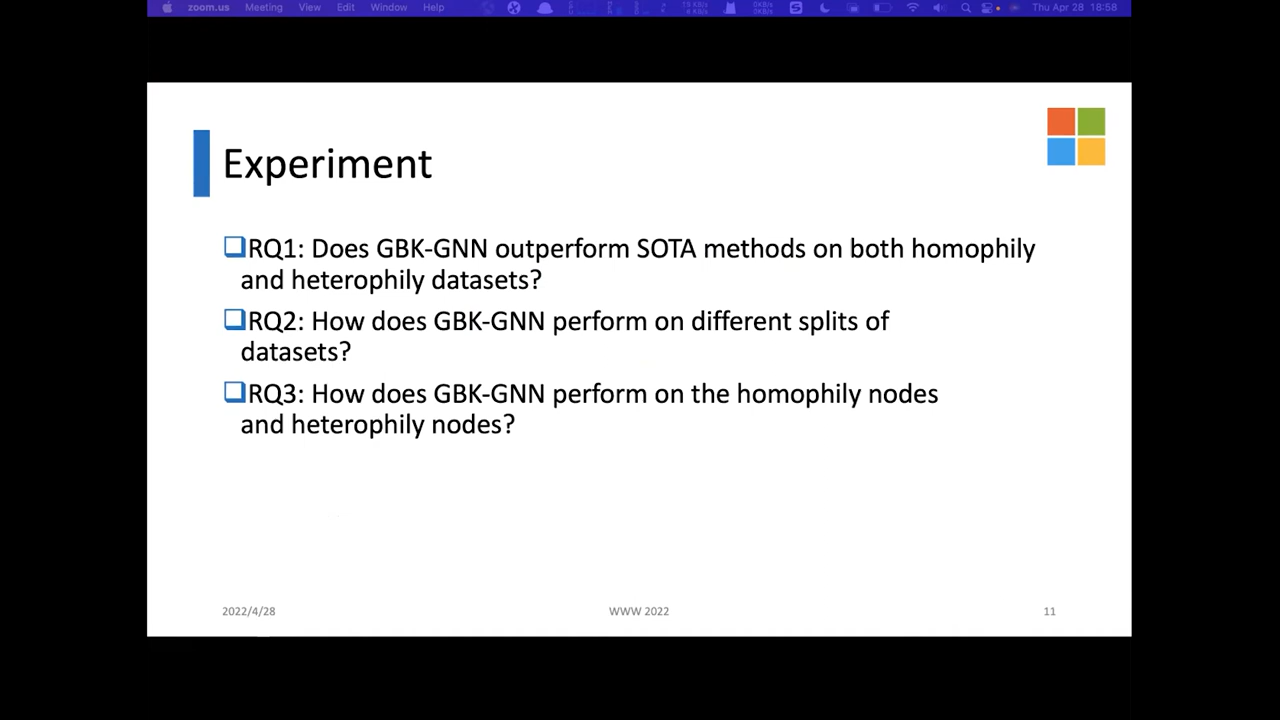 zoom.us Meeting View Edit Window Help Thu Apr 28 18:58
Experiment
RQ1: Does GBK-GNN outperform SOTA methods on both homophily
and heterophily datasets?
RQ2: How does GBK-GNN perform on different splits of
datasets?
RQ3: How does GBK-GNN perform on the homophily nodes
and heterophily nodes?
2022/4/28 WWW 2022 11